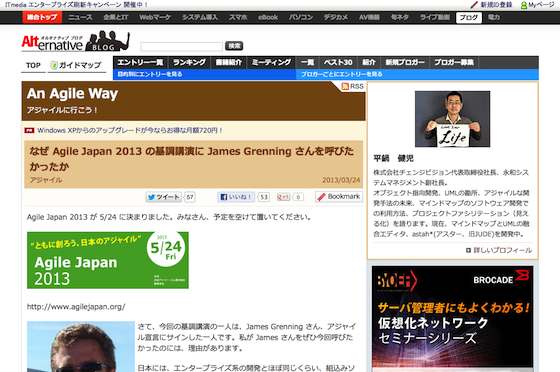 ITmedia エンタープライズ刷新キャンペーン 開催中！
新規ID登録 Myページ
総合トップ ニュース 企業とIT Webマーケ システム導入 スマホ eBook パソコン デジカメ AV機器 旬ネタ ライブ動画 ブログ 電力
オルタナティブ ブログ
Alternative BLOG
検索
TOP ガイドマップ エントリー一覧 ランキング 書籍紹介 ミーティング 一覧 ベスト30 紹介 新規ブロガー ブロガー募集
目的別にエントリーを見る ブロガーごとにエントリーを見る
RSS
An Agile Way
アジャイルに行こう！
PR Windows XPからのアップグレードが今ならお得な月額720円！
なぜ Agile Japan 2013 の基調講演に James Grenning さんを呼びたかったか
アジャイル 2013/03/24
ツイート 57 いいね！ 53 +1 0 Bookmark
Agile Japan 2013 が 5/24 に決まりました。みなさん、予定を空けて置いてください。
"ともに創ろう、日本のアジャイル"
Agile Japan
2013
2013
5/24
Fri
http://www.agilejapan.org/
さて、今回の基調講演の一人は、James Grenning さん、アジャイル宣言にサインした一人です。私が James さんをぜひ今回呼びたかったのには、理由があります。
日本には、エンタープライズ系の開発とほぼ同じくらい、組込みソ
Life
平鍋 健児
株式会社チェンジビジョン代表取締役社長、永和システムマネジメント副社長。
オブジェクト指向開発、UMLの勘所、アジャイルな開発手法の未来、マインドマップのソフトウェア開発での利用方法、プロジェクトファシリテーション（見える化）を語ります。現在、マインドマップとUMLの融合エディタ、astah*(アスター、旧JUDE)を開発中。
詳しいプロフィール
BROCADE
サーバ管理者にもよくわかる！
仮想化ネットワーク
セミナーシリーズ